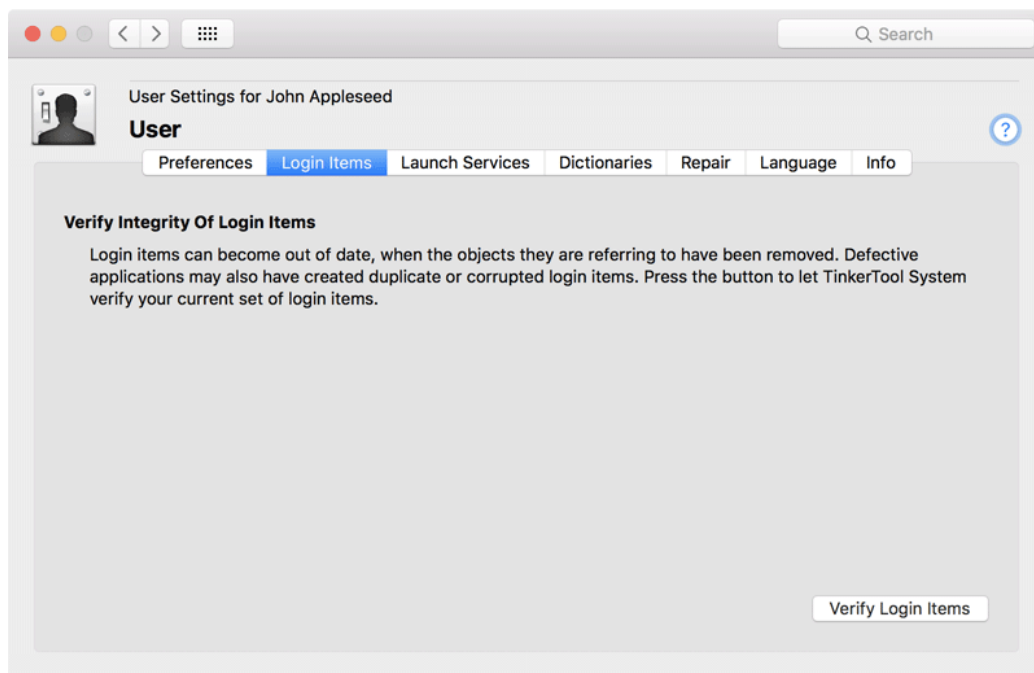 Search
User Settings for John Appleseed
User
?
Preferences Login Items Launch Services Dictionaries Repair Language Info
Verify Integrity Of Login Items
Login items can become out of date, when the objects they are referring to have been removed. Defective
applications may also have created duplicate or corrupted login items. Press the button to let TinkerTool System
verify your current set of login items.
Verify Login Items